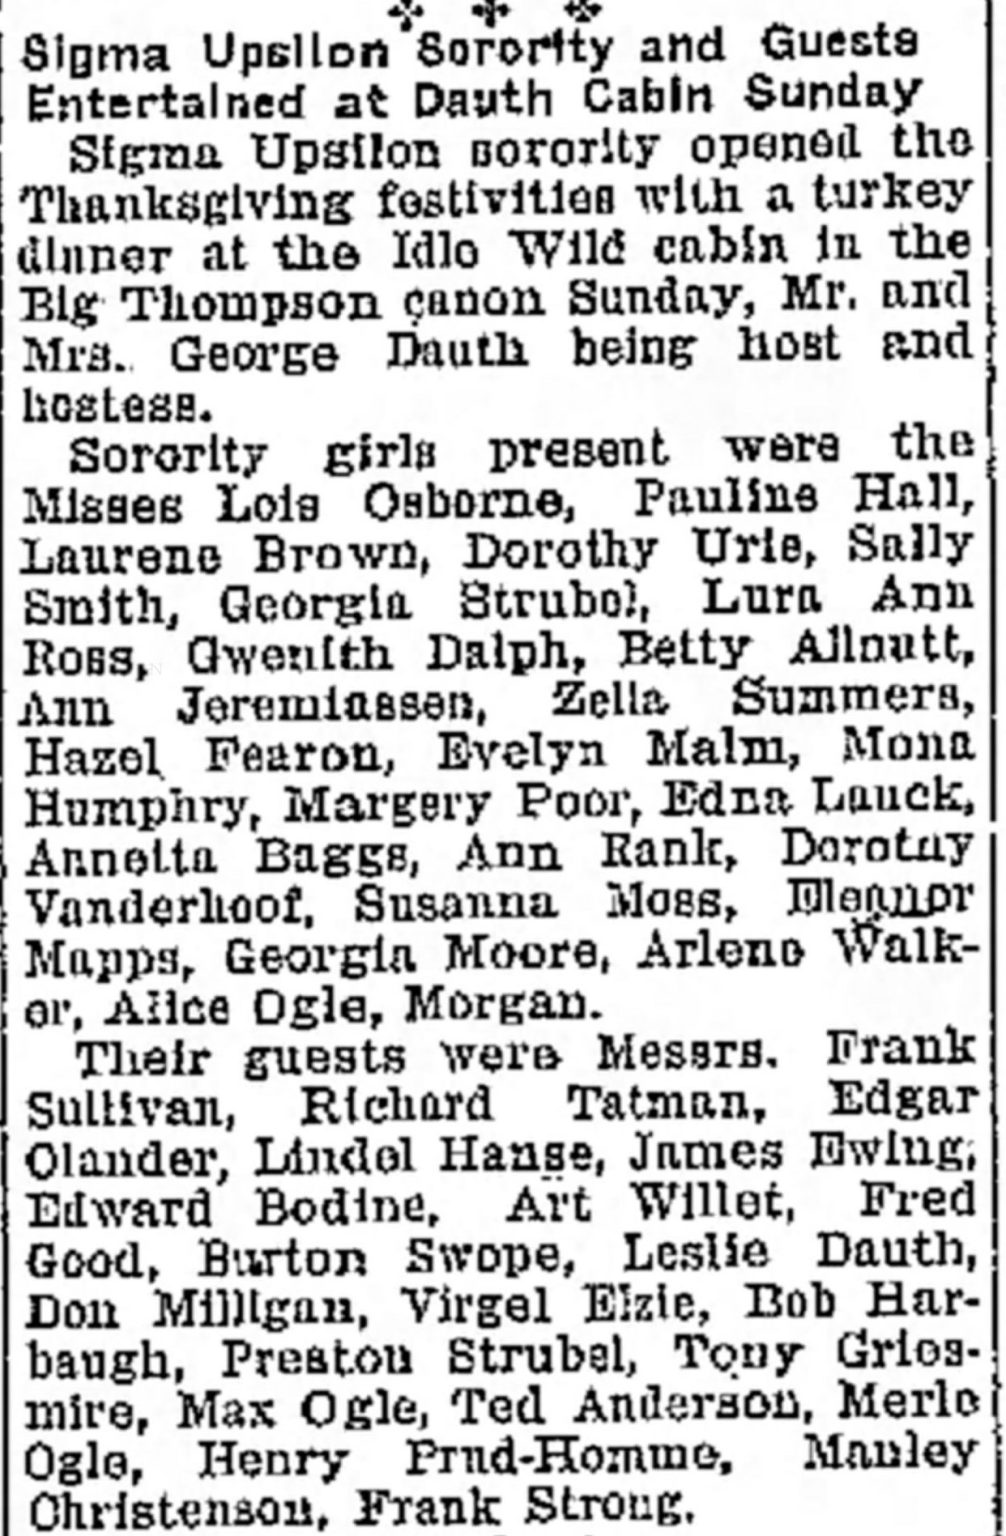 Sigma Upsilon Sorority and Guests
Entertained at Dauth Cabin Sunday
Sigma Upsilon sorority opened the
Thanksgiving festivities with a turkey
dinner at the Idle Wild cabin in the
Big Thompson canon Sunday, Mr. and
Mrs. George Dauth being host and
hostess.
Sorority girls present were the
Misses Lois Osborne, Pauline Hall,
Laurene Brown, Dorothy Urie, Sally
Smith, Georgia Strubel, Lura Ann
Ross, Gwenith Dalph, Betty Allnutt,
Ann Jeremiassen, Zella Summers,
Hazel Fearon, Evelyn Malm, Mona
Humphry, Margery Poor, Edna Lauck,
Annetta Baggs, Ann Rank, Dorothy
Vanderhoof, Susanna Moss, Eleanor
Mapps, Georgia Moore, Arlene Walk-
er, Alice Ogle, Morgan.
Their guests were Messrs. Frank
Sullivan, Richard Tatman, Edgar
Olander, Lindel Hanse, James Ewing,
Edward Bodine, Art Willet, Fred
Good, Burton Swope, Leslie Dauth,
Don Milligan, Virgel Elzie, Bob Har-
baugh, Preston Strubel, Tony Gries-
mire, Max Ogle, Ted Anderson, Merle
Ogle, Henry Prud-Homme, Manley
Christenson, Frank Strong.